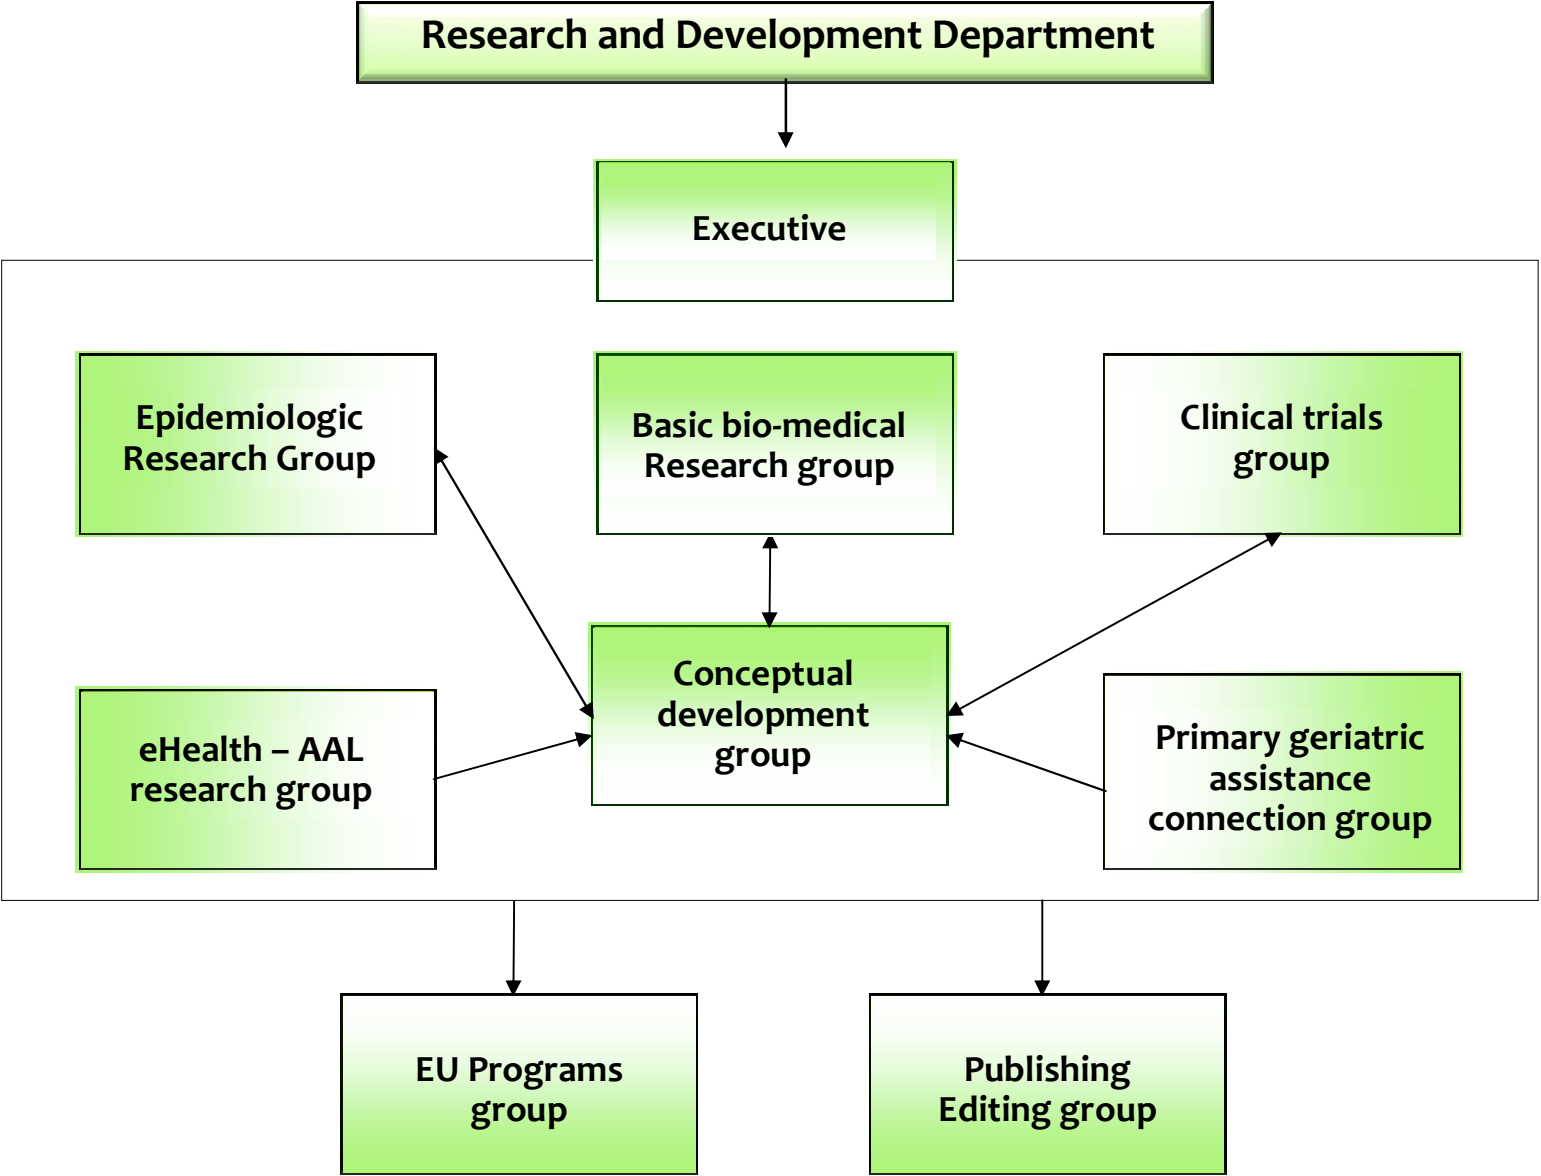 Research and Development Department
Executive
Epidemiologic
Research Group
Basic bio-medical
Research group
Clinical trials
group
eHealth – AAL
research group
Conceptual
development
group
Primary geriatric
assistance
connection group
EU Programs
group
Publishing
Editing group